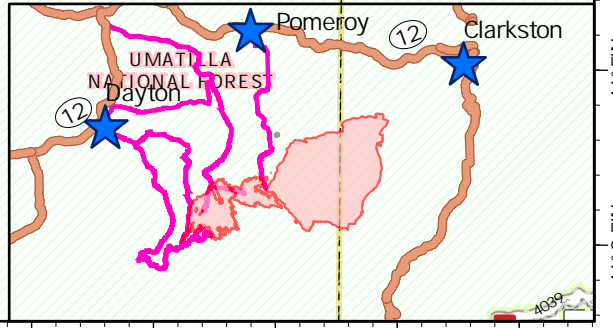 Pomeroy
12
Clarkston
UMATILLA
NATIONAL FOREST
Dayton
12
4039